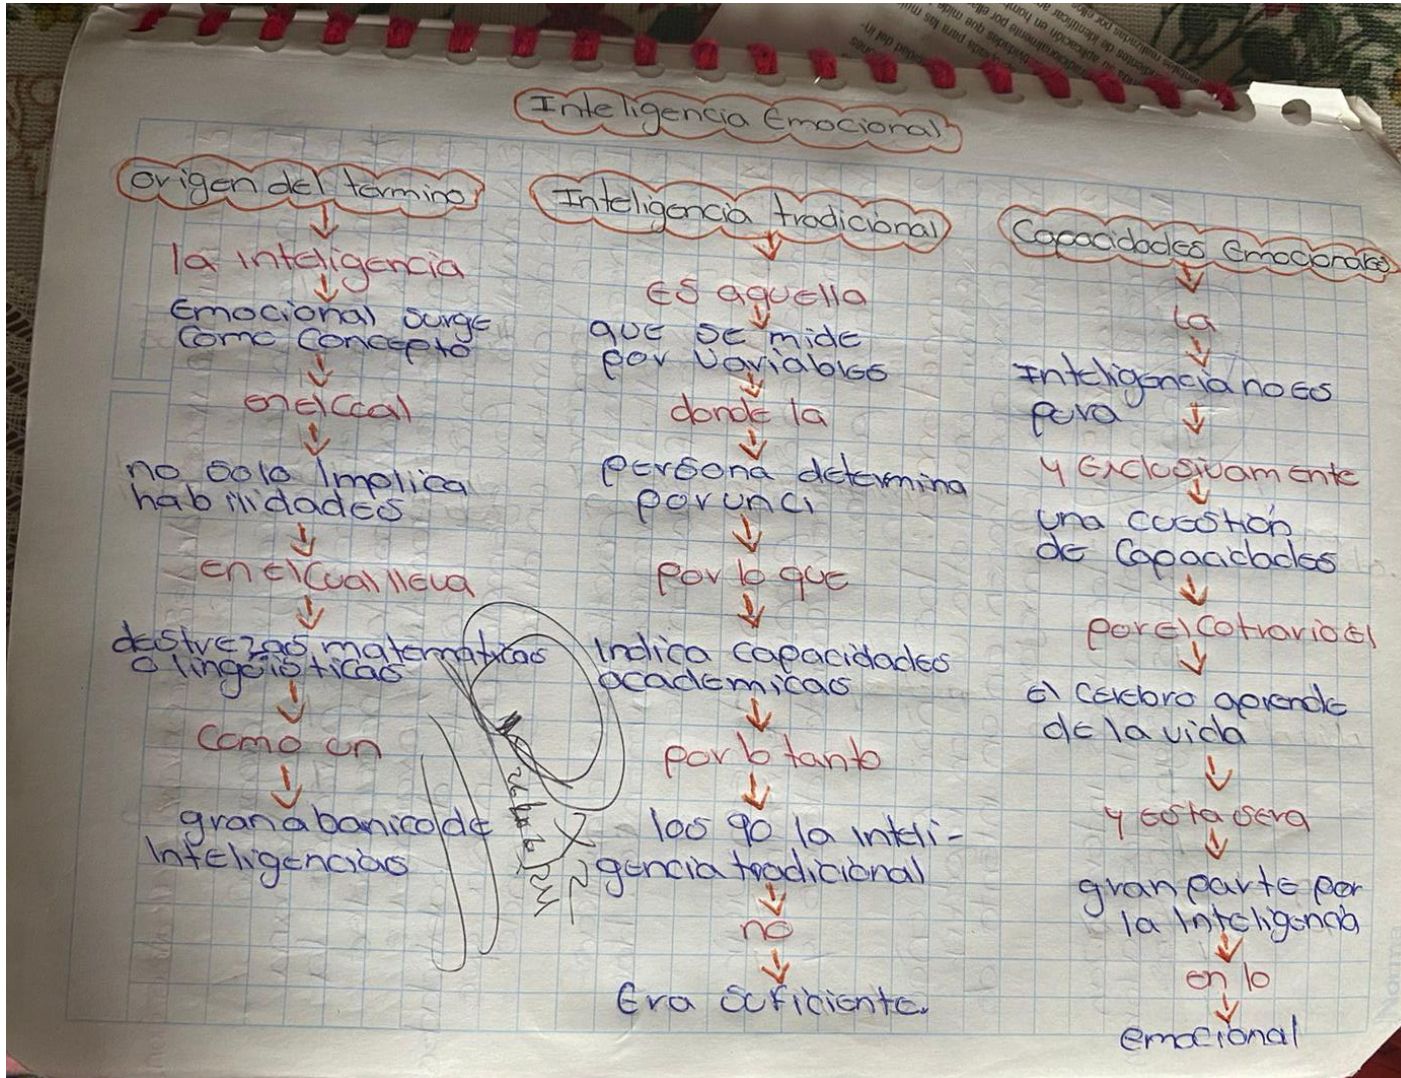 Inteligencia Emocional
origen del termino
la inteligencia
Emocional surge
como concepto
en el cual
no solo implica
habilidades
en el cual lleva
destrezas matematicas
o lingüisticas
como un
gran abanico de
inteligencias
Inteligencia tradicional
es aquella
que se mide
por variables
donde la
persona determina
por un ci
por lo que
indica capacidades
academicas
por lo tanto
los 90 la inteli-
gencia tradicional
no
Era suficiente.
Capacidades Emocionales
la
Inteligencia no es
pura
y exclusivamente
una cuestión
de capacidades
por el cotrario el
el cerebro aprende
de la vida
y esta sera
gran parte por
la inteligencia
en lo
emocional